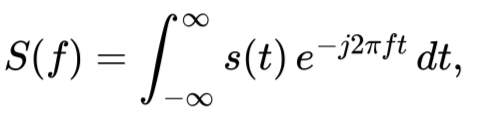 S(f) = ∫_{-∞}^{∞} s(t) e^{-j2πft} dt,